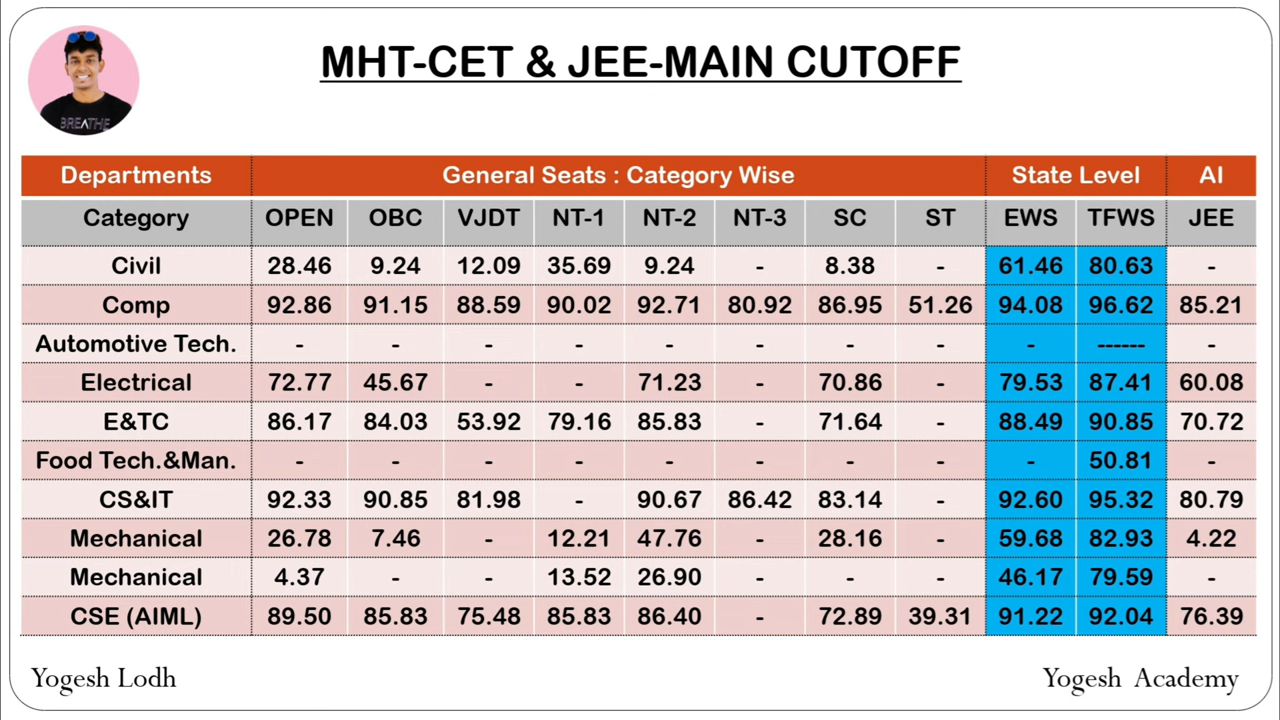 BREATHE
MHT-CET & JEE-MAIN CUTOFF
Departments General Seats : Category Wise State Level AI
Category OPEN OBC VJDT NT-1 NT-2 NT-3 SC ST EWS TFWS JEE
Civil 28.46 9.24 12.09 35.69 9.24 - 8.38 - 61.46 80.63 -
Comp 92.86 91.15 88.59 90.02 92.71 80.92 86.95 51.26 94.08 96.62 85.21
Automotive Tech. - - - - - - - - - ------ -
Electrical 72.77 45.67 - - 71.23 - 70.86 - 79.53 87.41 60.08
E&TC 86.17 84.03 53.92 79.16 85.83 - 71.64 - 88.49 90.85 70.72
Food Tech.&Man. - - - - - - - - - 50.81 -
CS&IT 92.33 90.85 81.98 - 90.67 86.42 83.14 - 92.60 95.32 80.79
Mechanical 26.78 7.46 - 12.21 47.76 - 28.16 - 59.68 82.93 4.22
Mechanical 4.37 - - 13.52 26.90 - - - 46.17 79.59 -
CSE (AIML) 89.50 85.83 75.48 85.83 86.40 - 72.89 39.31 91.22 92.04 76.39
Yogesh Lodh Yogesh Academy